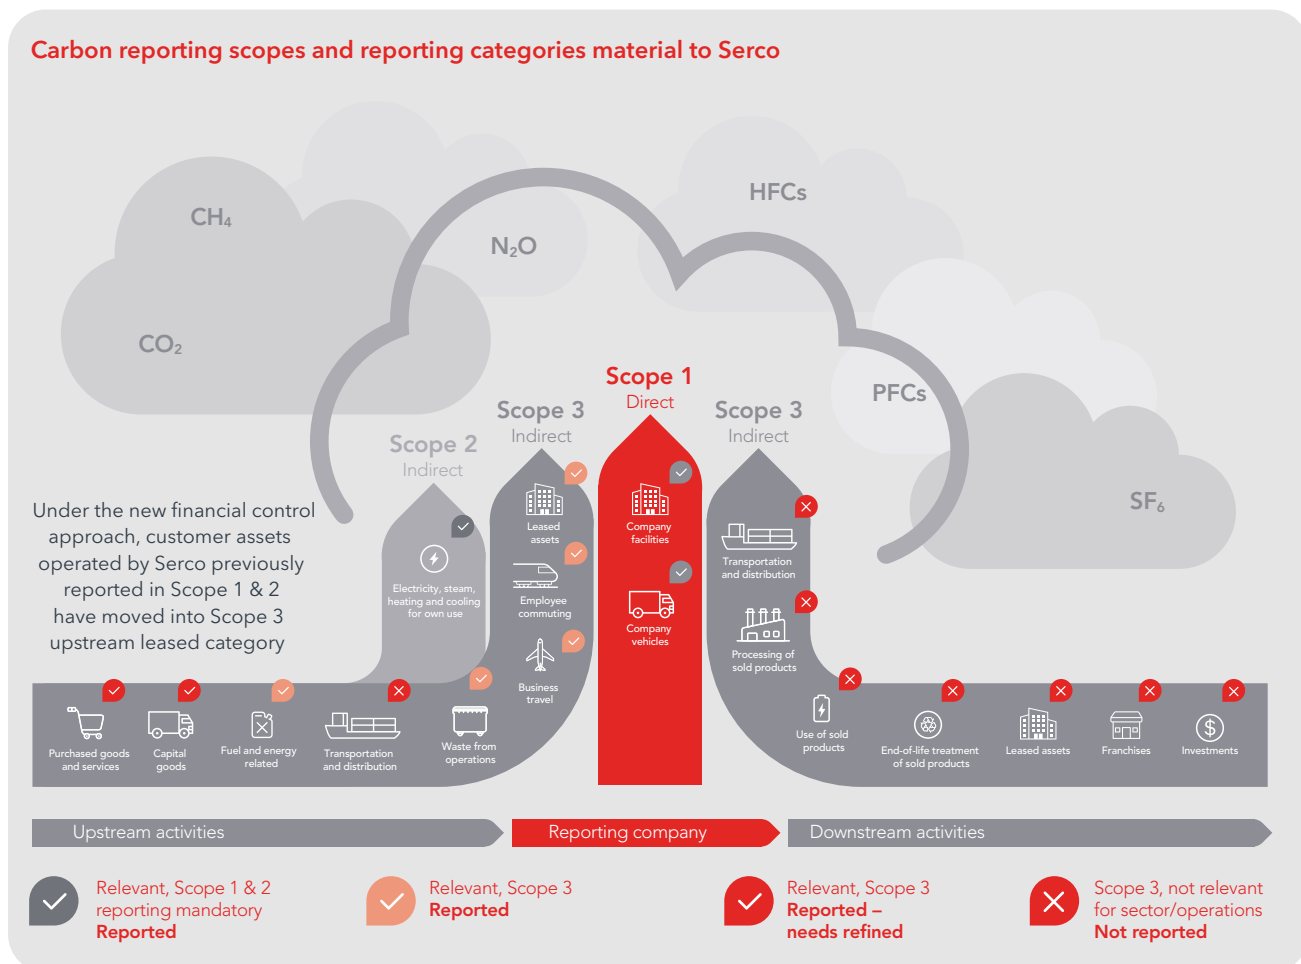 Carbon reporting scopes and reporting categories material to Serco
CH₄
N₂O
HFCs
CO₂
PFCs
SF₆
Scope 1
Direct
Scope 3
Indirect
Scope 3
Indirect
Scope 2
Indirect
Under the new financial control
approach, customer assets
operated by Serco previously
reported in Scope 1 & 2
have moved into Scope 3
upstream leased category
Electricity, steam,
heating and cooling
for own use
Leased
assets
Employee
commuting
Business
travel
Company
facilities
Company
vehicles
Transportation
and distribution
Processing of
sold products
Purchased goods
and services
Capital
goods
Fuel and energy
related
Transportation
and distribution
Waste from
operations
Use of sold
products
End-of-life treatment
of sold products
Leased assets
Franchises
$
Investments
Upstream activities
Reporting company
Downstream activities
Relevant, Scope 1 & 2
reporting mandatory
Reported
Relevant, Scope 3
Reported
Relevant, Scope 3
Reported –
needs refined
Scope 3, not relevant
for sector/operations
Not reported